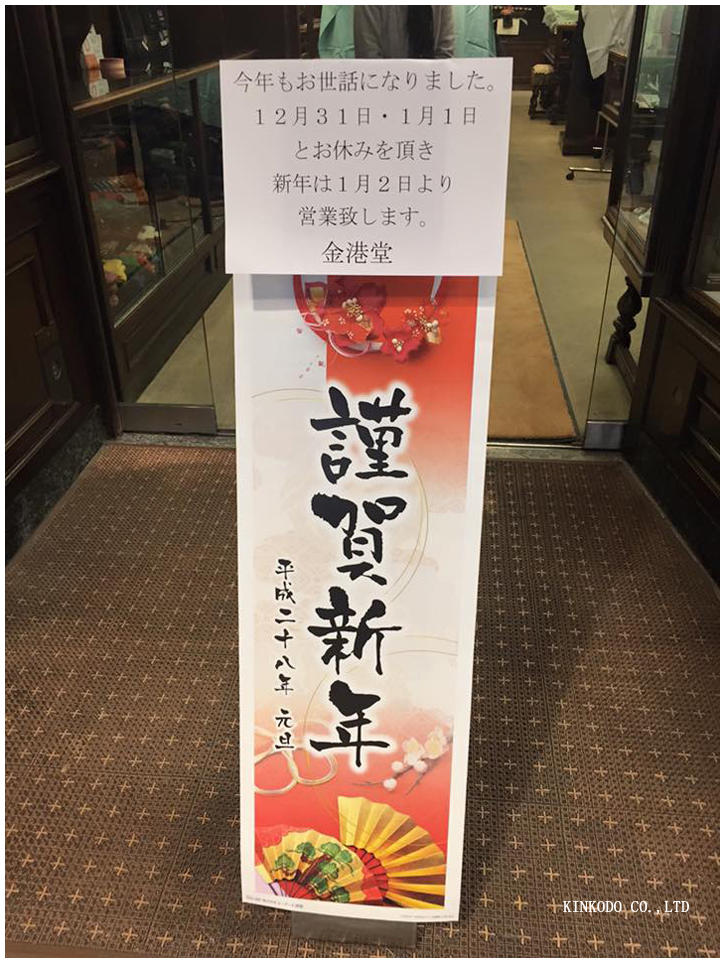 今年もお世話になりました。
１２月３１日・１月１日
とお休みを頂き
新年は１月２日より
営業致します。
金港堂
謹賀新年
平成二十八年 元旦
KINKODO CO.,LTD